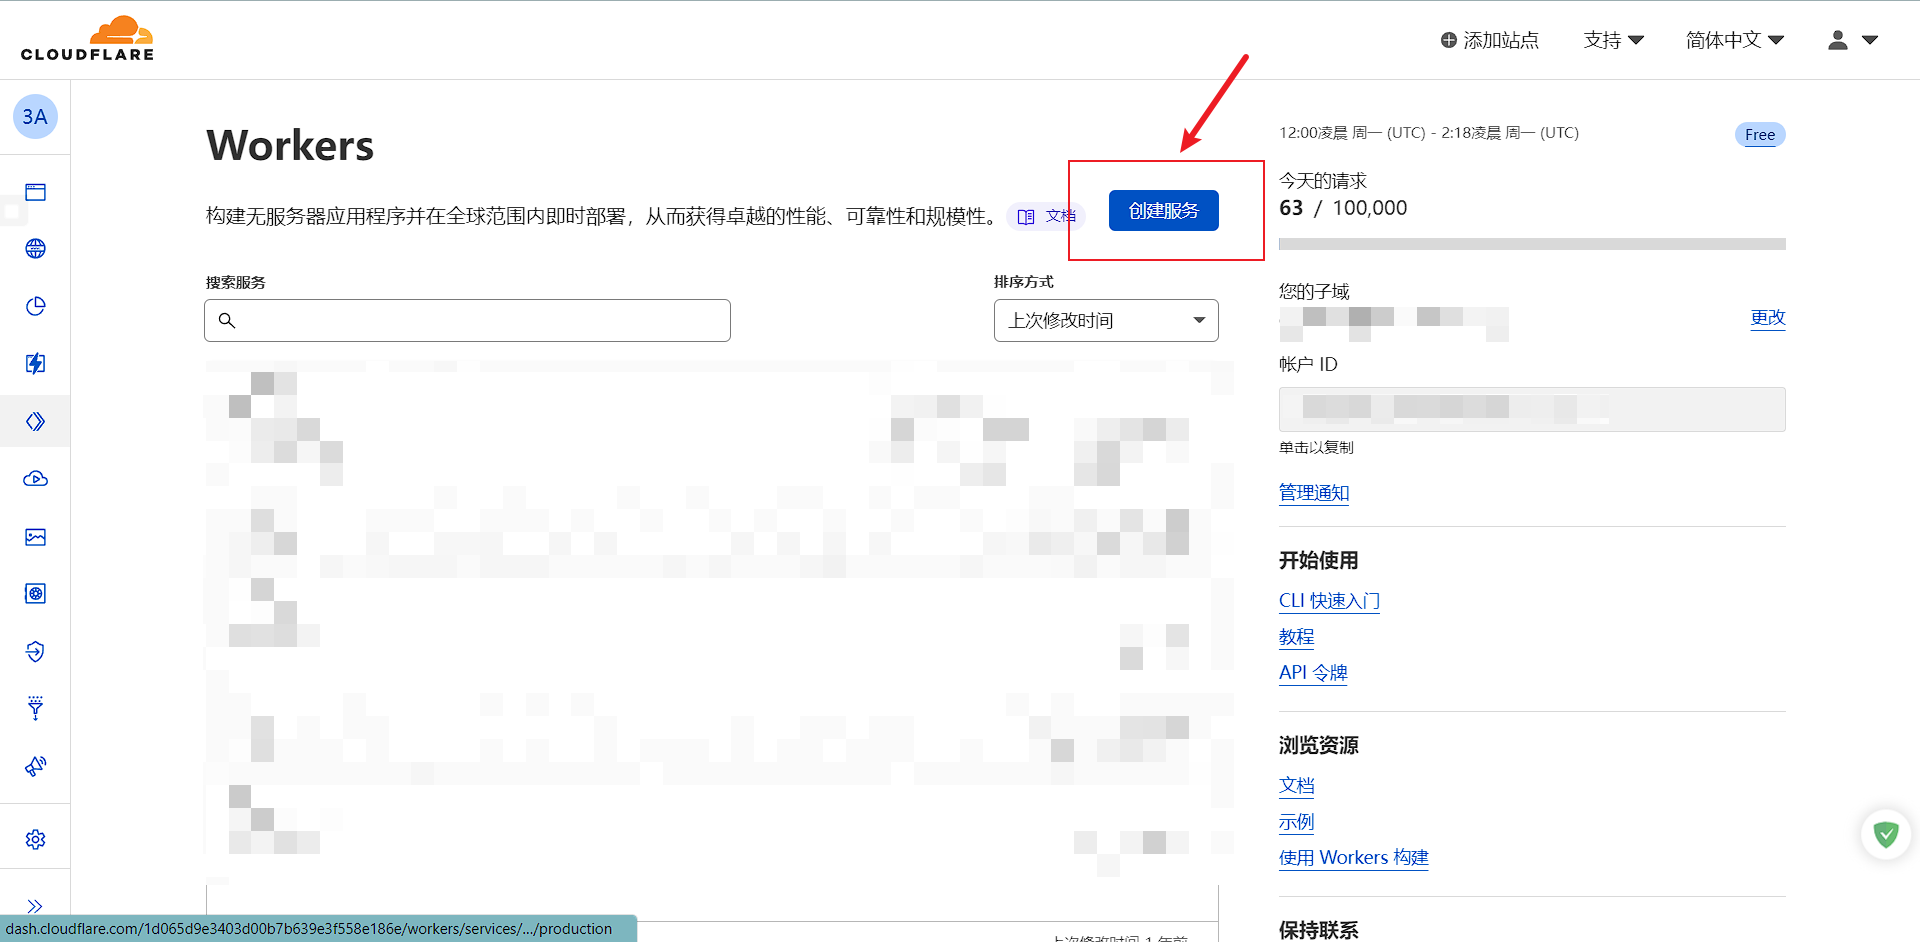 CLOUDFLARE
添加站点
支持
简体中文
3A
Workers
构建无服务器应用程序并在全球范围内即时部署，从而获得卓越的性能、可靠性和规模性。
文档
创建服务
搜索服务
排序方式
上次修改时间
12:00凌晨 周一 (UTC) - 2:18凌晨 周一 (UTC)
Free
今天的请求
63 / 100,000
您的子域
更改
帐户 ID
单击以复制
管理通知
开始使用
CLI 快速入门
教程
API 令牌
浏览资源
文档
示例
使用 Workers 构建
保持联系
上次修改时间 1 年前
dash.cloudflare.com/1d065d9e3403d00b7b639e3f558e186e/workers/services/.../production